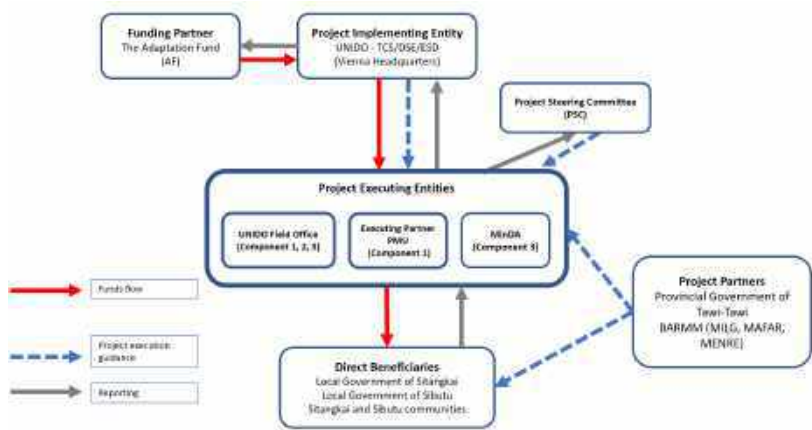 Funding Partner
The Adaptation Fund
(AF)
Project Implementing Entity
UNIDO - TCS/DSE/ESD
(Vienna Headquarters)
Project Steering Committee
(PSC)
Project Executing Entities
UNIDO Field Office
(Component 1, 2, 3)
Executing Partner
PMU
(Component 1)
MinDA
(Component 3)
Project Partners
Provincial Government of
Tawi-Tawi
BARMM (MILG, MAFAR,
MENRE)
Direct Beneficiaries
Local Government of Sitangkai
Local Government of Sibutu
Sitangkai and Sibutu communities.
Funds flow
Project execution
guidance
Reporting